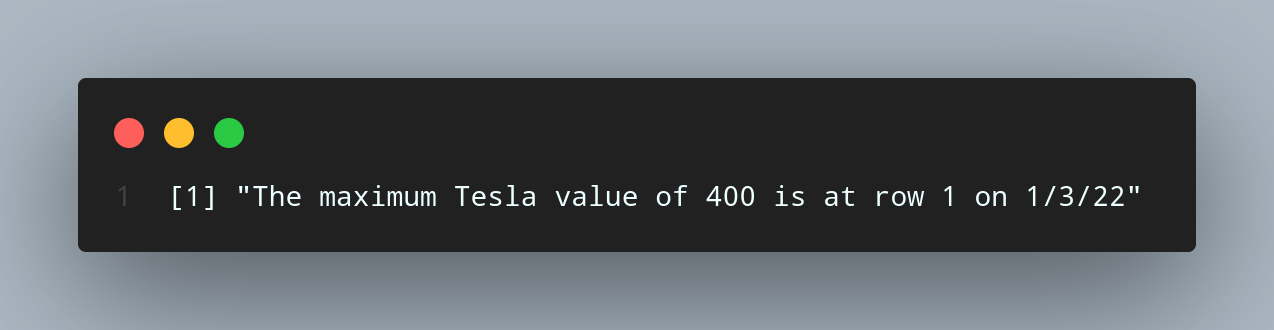 1 [1] "The maximum Tesla value of 400 is at row 1 on 1/3/22"